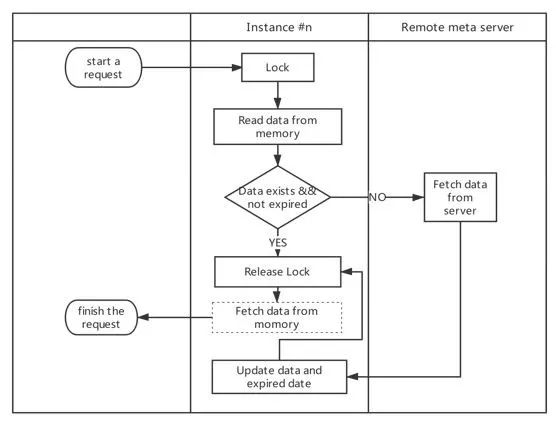 Instance #n
Remote meta server
start a
request
Lock
Read data from
memory
Data exists &&
not expired
NO
Fetch data
from
server
YES
Release Lock
Fetch data from
momory
finish the
request
Update data and
expired date